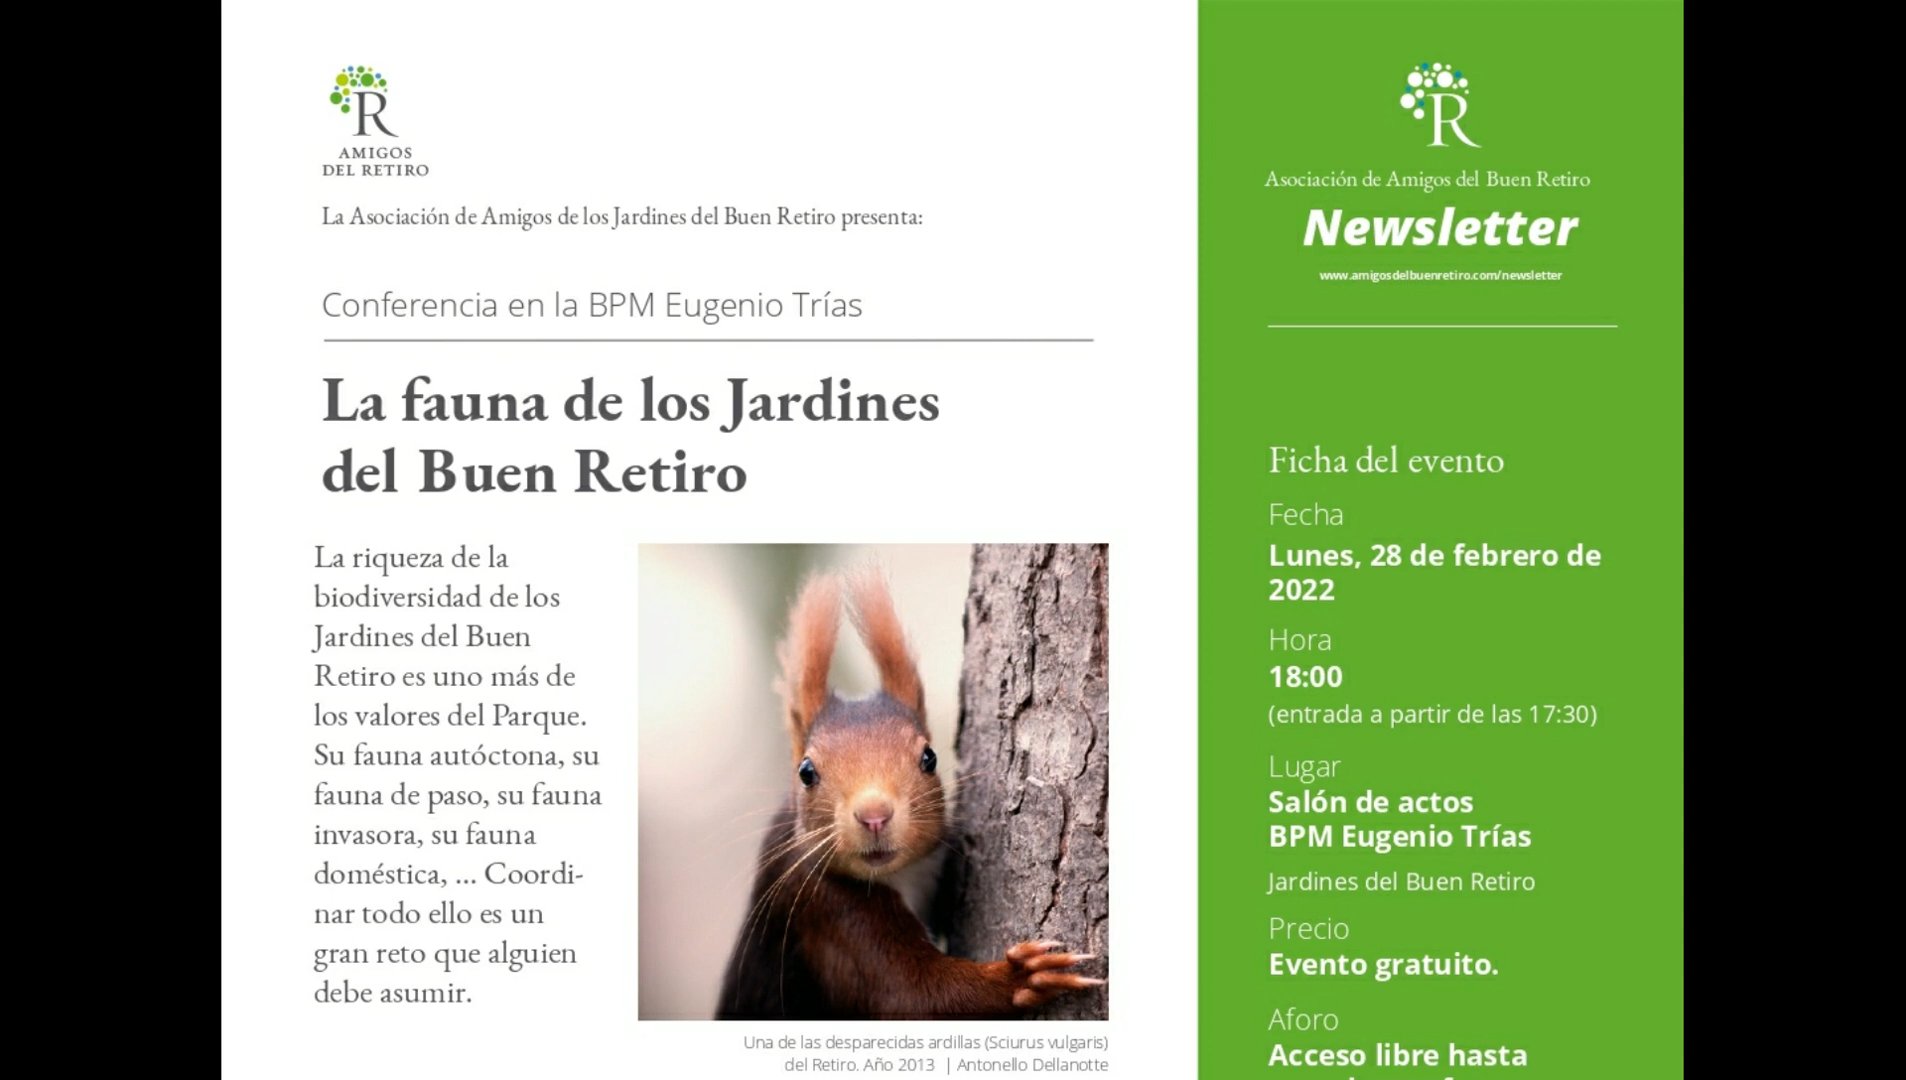 R
AMIGOS
DEL RETIRO
La Asociación de Amigos de los Jardines del Buen Retiro presenta:
Conferencia en la BPM Eugenio Trías
La fauna de los Jardines
del Buen Retiro
La riqueza de la
biodiversidad de los
Jardines del Buen
Retiro es uno más de
los valores del Parque.
Su fauna autóctona, su
fauna de paso, su fauna
invasora, su fauna
doméstica, ... Coordi-
nar todo ello es un
gran reto que alguien
debe asumir.
Una de las desparecidas ardillas (Sciurus vulgaris)
del Retiro. Año 2013 | Antonello Dellanotte
R
Asociación de Amigos del Buen Retiro
Newsletter
www.amigosdelbuenretiro.com/newsletter
Ficha del evento
Fecha
Lunes, 28 de febrero de
2022
Hora
18:00
(entrada a partir de las 17:30)
Lugar
Salón de actos
BPM Eugenio Trías
Jardines del Buen Retiro
Precio
Evento gratuito.
Aforo
Acceso libre hasta